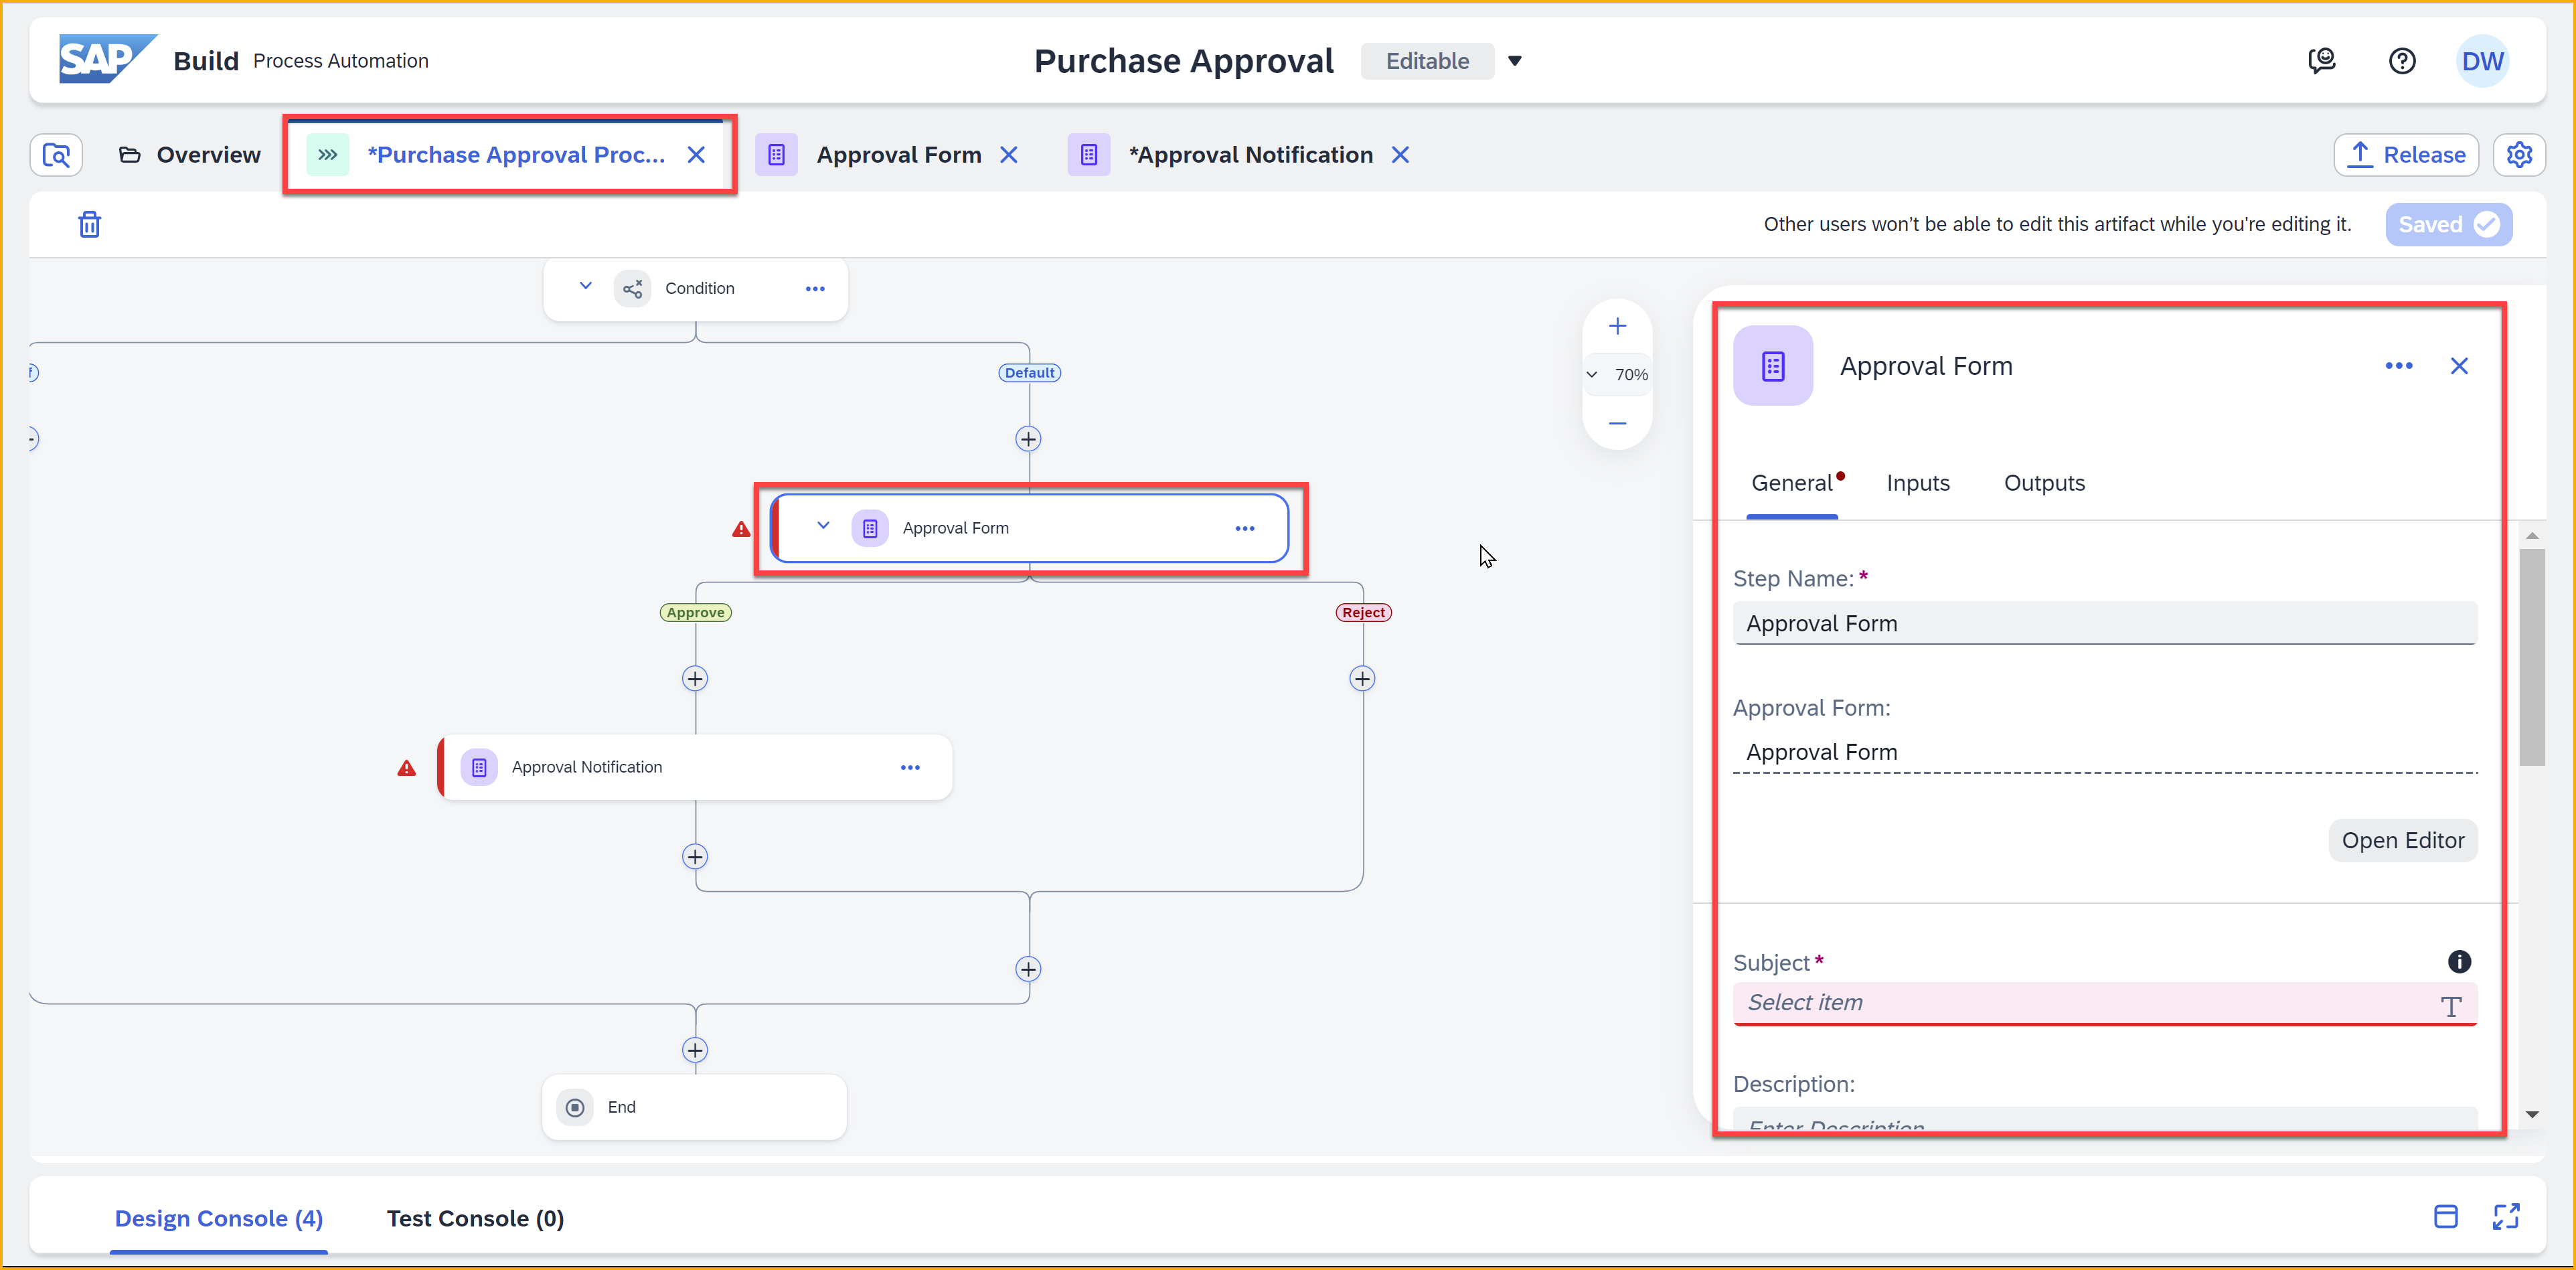 SAP Build Process Automation
Purchase Approval Editable
DW
Overview
*Purchase Approval Proc...
Approval Form
*Approval Notification
Release
Other users won't be able to edit this artifact while you're editing it.
Saved
Condition
Default
70%
Approval Form
Approve
Reject
Approval Notification
End
Approval Form
General Inputs Outputs
Step Name:*
Approval Form
Approval Form:
Approval Form
Open Editor
Subject*
Select item
Description:
Enter Description
Design Console (4) Test Console (0)